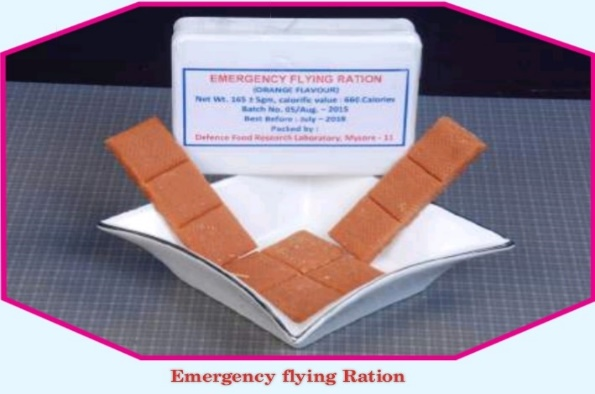 EMERGENCY FLYING RATION
(ORANGE FLAVOUR)
Net Wt. 165 ± 5gm, calorific value : 660 Calories
Batch No. 05/Aug. – 2015
Best Before : July – 2018
Packed by :
Defence Food Research Laboratory, Mysore - 11
Emergency flying Ration